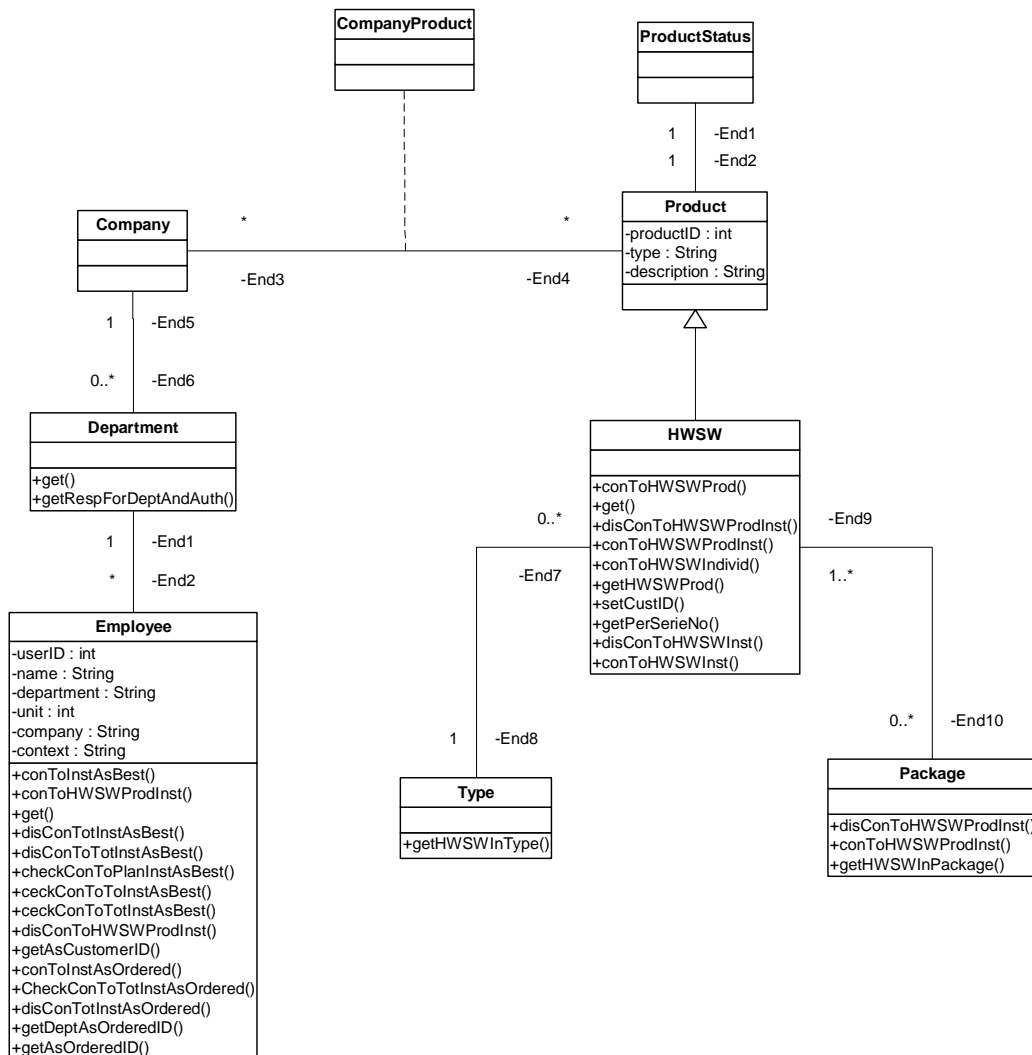 CompanyProduct
ProductStatus
1 -End1
1 -End2
Product
-productID : int
-type : String
-description : String
Company
* *
-End3 -End4
1 -End5
0..* -End6
Department
+get()
+getRespForDeptAndAuth()
1 -End1
* -End2
Employee
-userID : int
-name : String
-department : String
-unit : int
-company : String
-context : String
+conToInstAsBest()
+conToHWSWProdInst()
+get()
+disConTotInstAsBest()
+disConToTotInstAsBest()
+checkConToPlanInstAsBest()
+ceckConToToInstAsBest()
+ceckConToTotInstAsBest()
+disConToHWSWProdInst()
+getAsCustomerID()
+conToInstAsOrdered()
+CheckConToTotInstAsOrdered()
+disConTotInstAsOrdered()
+getDeptAsOrderedID()
+getAsOrderedID()
HWSW
+conToHWSWProd()
+get()
+disConToHWSWProdInst()
+conToHWSWProdInst()
+conToHWSWIndivid()
+getHWSWProd()
+setCustID()
+getPerSerieNo()
+disConToHWSWInst()
+conToHWSWInst()
0..*
-End7
-End9
1..*
1 -End8
Type
+getHWSWInType()
0..* -End10
Package
+disConToHWSWProdInst()
+conToHWSWProdInst()
+getHWSWInPackage()